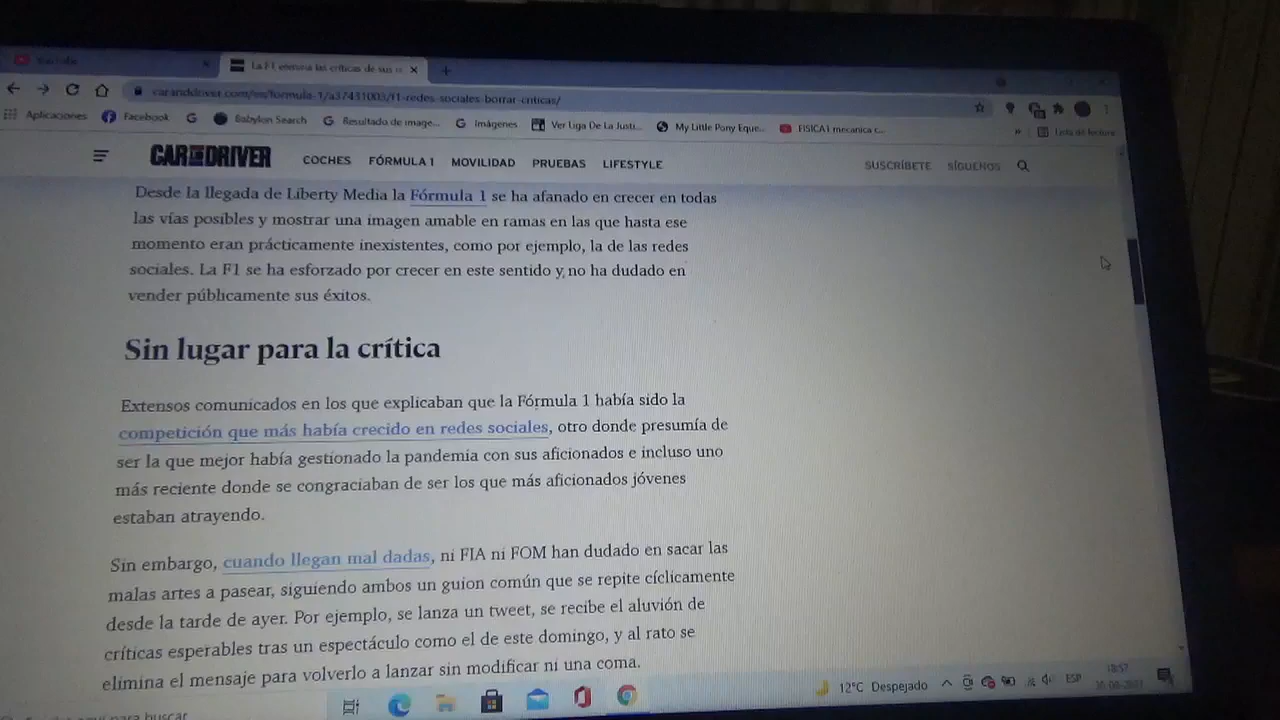 La F1 elimina las críticas de sus
caranddriver.com/es/formula-1/a37431003/f1-redes-sociales-borrar-criticas/
Aplicaciones Facebook Babylon Search Resultado de image... Imágenes Ver Liga De La Justi... My Little Pony Eque... FISICA I mecanica c... » Lista de lectura
CAR AND DRIVER COCHES FÓRMULA 1 MOVILIDAD PRUEBAS LIFESTYLE SUSCRÍBETE SÍGUENOS
Desde la llegada de Liberty Media la Fórmula 1 se ha afanado en crecer en todas
las vías posibles y mostrar una imagen amable en ramas en las que hasta ese
momento eran prácticamente inexistentes, como por ejemplo, la de las redes
sociales. La F1 se ha esforzado por crecer en este sentido y, no ha dudado en
vender públicamente sus éxitos.
Sin lugar para la crítica
Extensos comunicados en los que explicaban que la Fórmula 1 había sido la
competición que más había crecido en redes sociales, otro donde presumía de
ser la que mejor había gestionado la pandemia con sus aficionados e incluso uno
más reciente donde se congraciaban de ser los que más aficionados jóvenes
estaban atrayendo.
Sin embargo, cuando llegan mal dadas, ni FIA ni FOM han dudado en sacar las
malas artes a pasear, siguiendo ambos un guion común que se repite cíclicamente
desde la tarde de ayer. Por ejemplo, se lanza un tweet, se recibe el aluvión de
críticas esperables tras un espectáculo como el de este domingo, y al rato se
elimina el mensaje para volverlo a lanzar sin modificar ni una coma.
aquí para buscar
12°C Despejado ESP 18:57